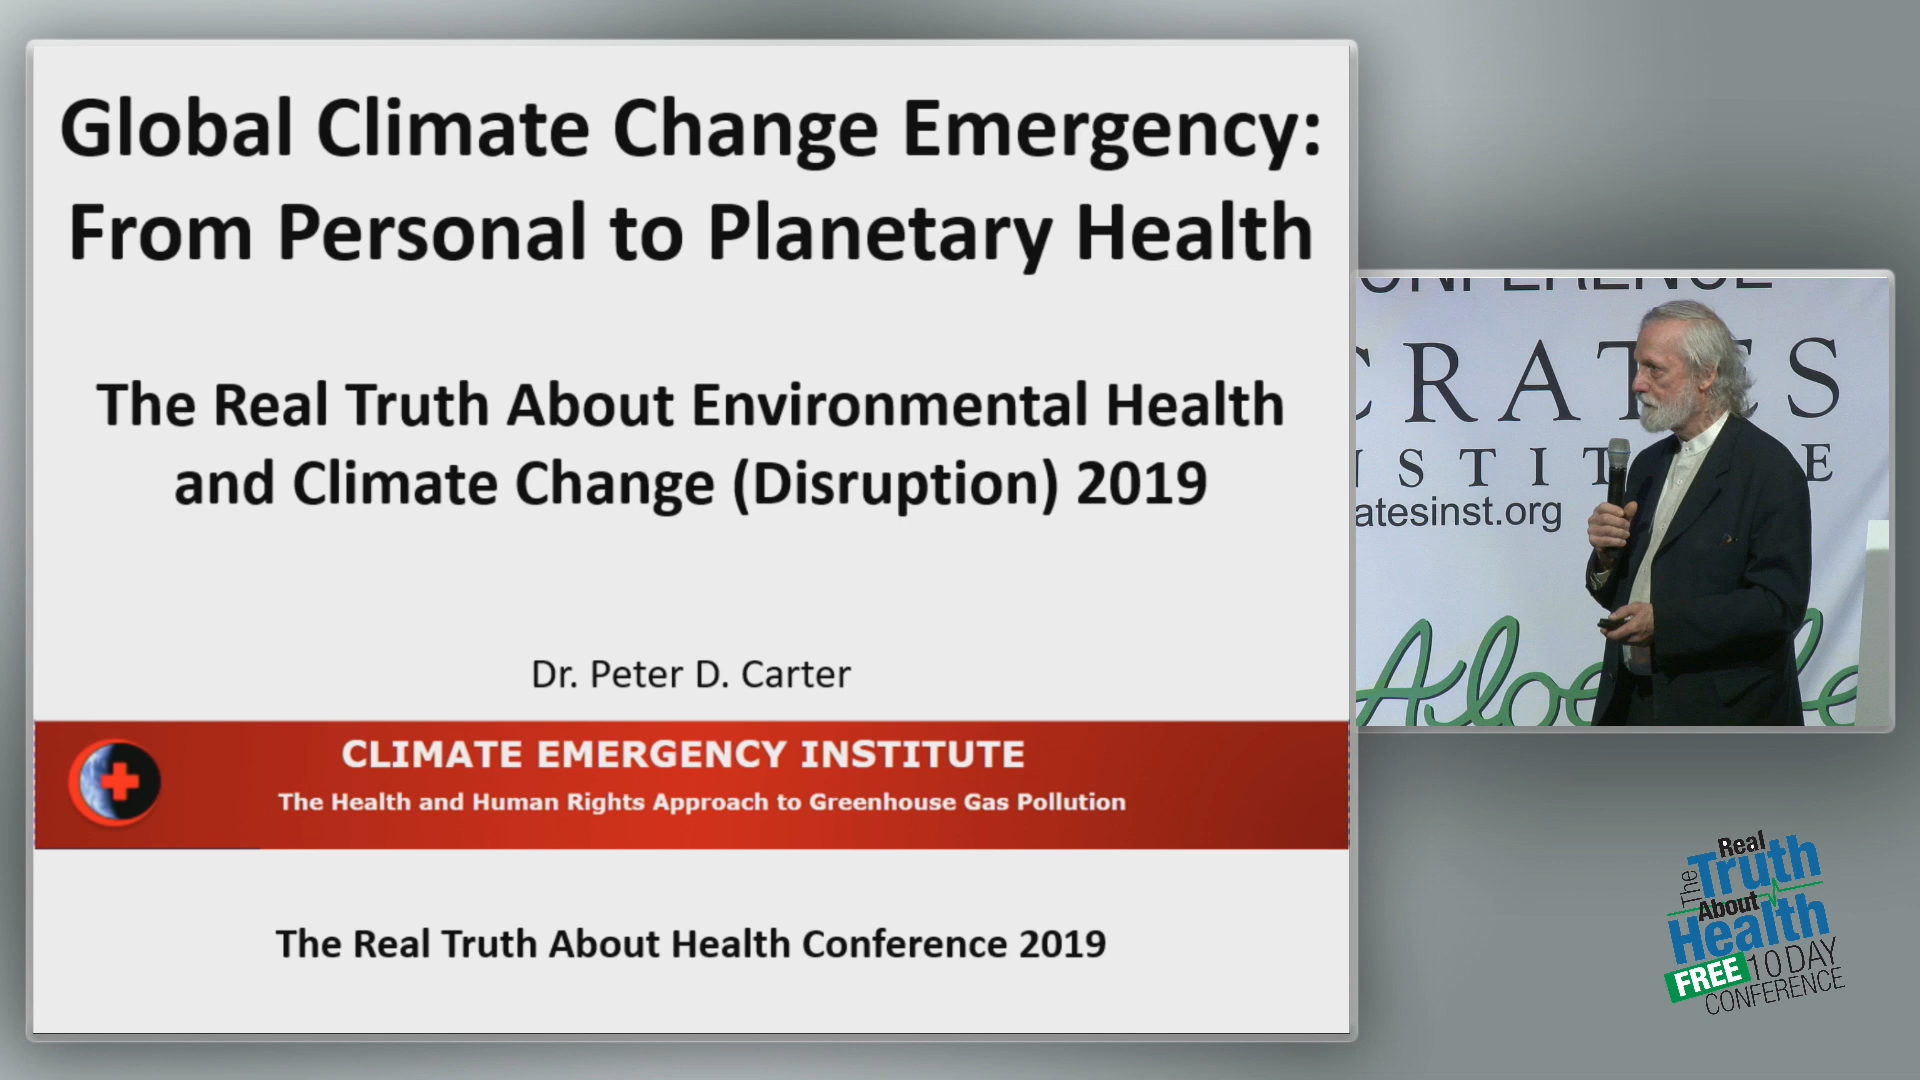 Global Climate Change Emergency:
From Personal to Planetary Health
The Real Truth About Environmental Health
and Climate Change (Disruption) 2019
Dr. Peter D. Carter
CLIMATE EMERGENCY INSTITUTE
The Health and Human Rights Approach to Greenhouse Gas Pollution
The Real Truth About Health Conference 2019
atesinst.org
The Real
Truth
About
Health
FREE 10 DAY
CONFERENCE